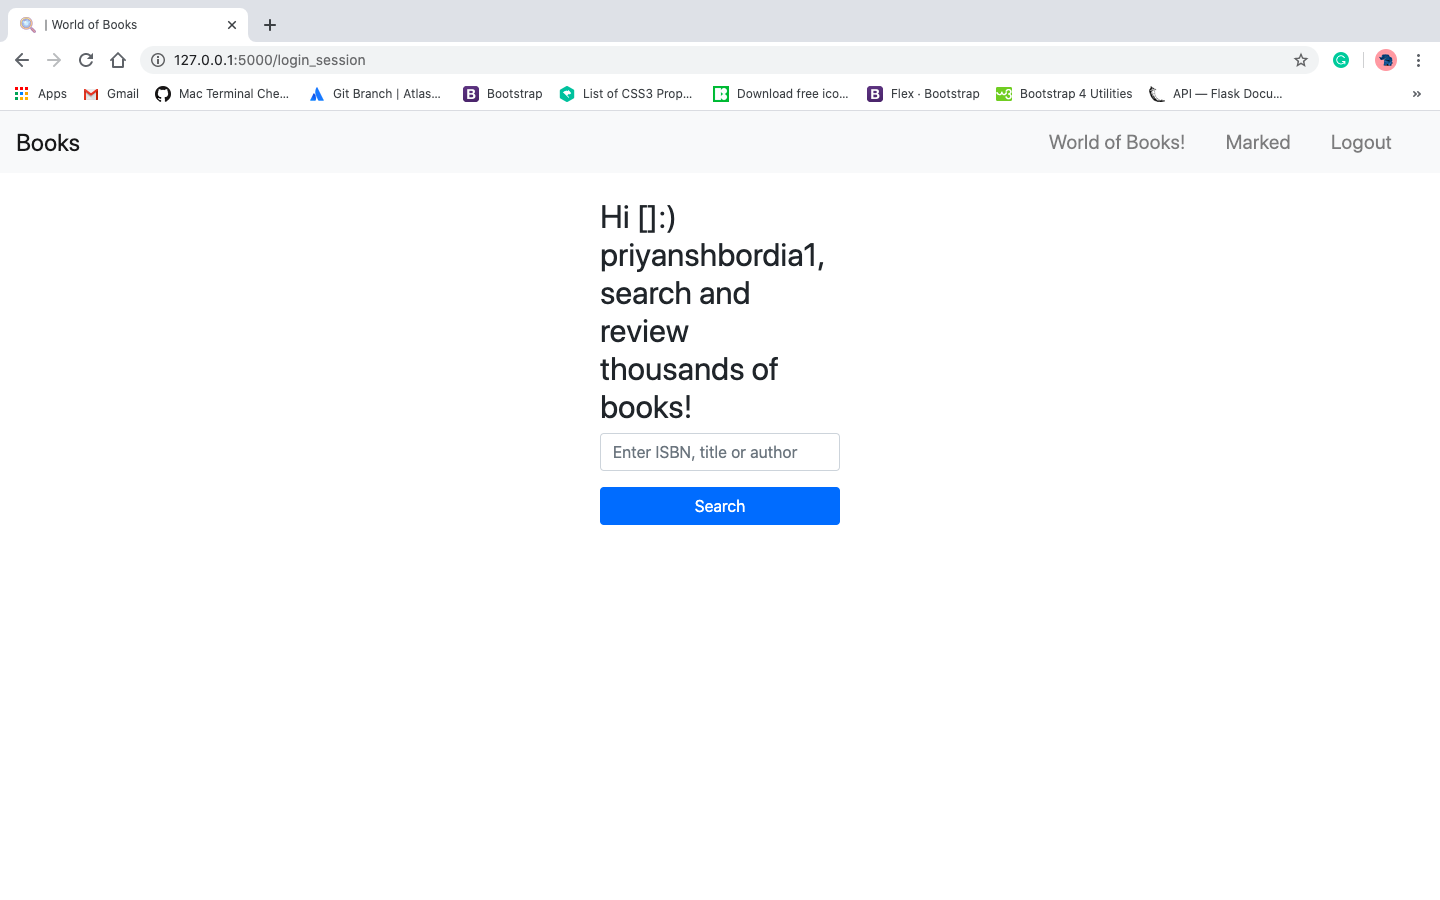 | World of Books
127.0.0.1:5000/login_session
Apps Gmail Mac Terminal Che... Git Branch | Atlas... Bootstrap List of CSS3 Prop... Download free ico... Flex · Bootstrap Bootstrap 4 Utilities API — Flask Docu... »
Books World of Books! Marked Logout
Hi []:)
priyanshbordia1,
search and
review
thousands of
books!
Enter ISBN, title or author
Search